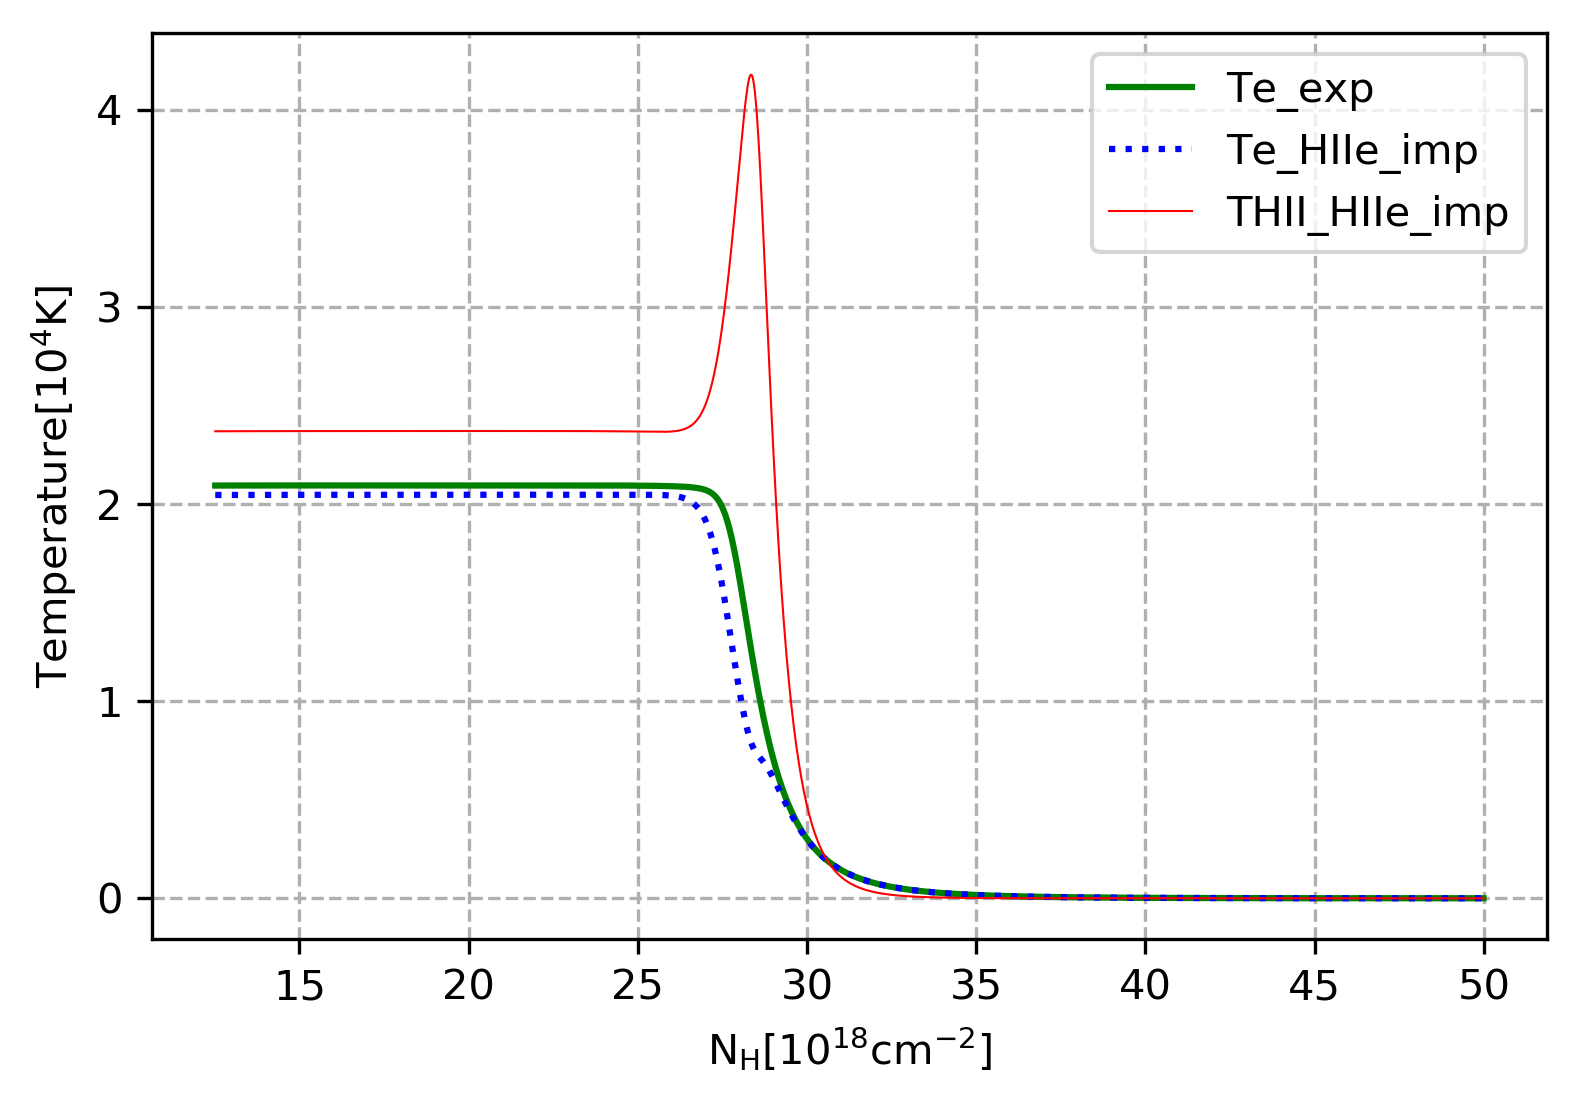 Te_exp
Te_HIIe_imp
THII_HIIe_imp
4
3
2
1
0
Temperature[10⁴K]
15 20 25 30 35 40 45 50
N_H[10¹⁸cm⁻²]